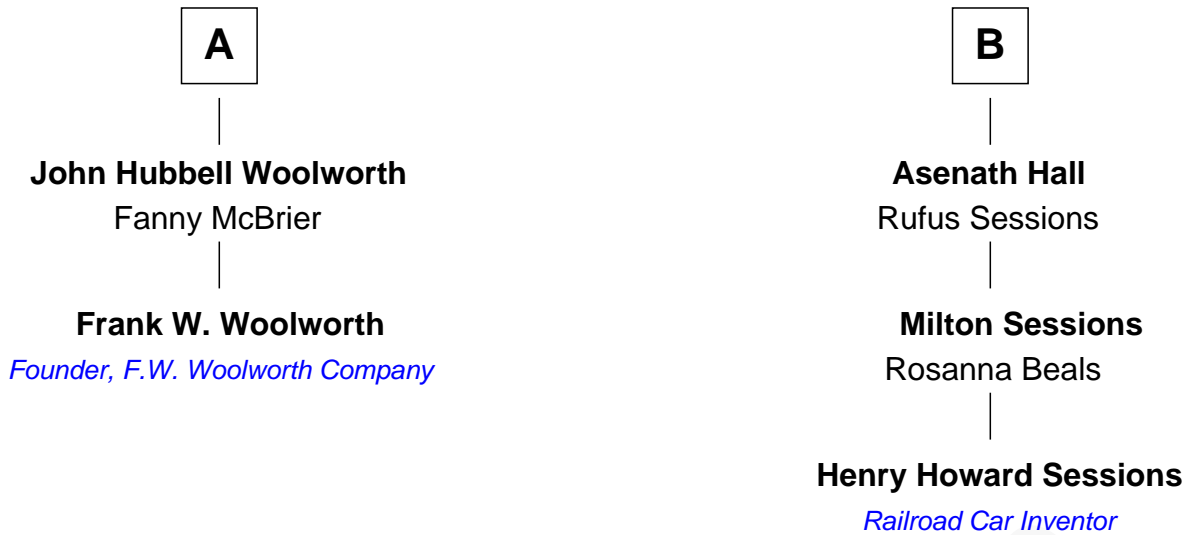 A
John Hubbell Woolworth
Fanny McBrier
Frank W. Woolworth
Founder, F.W. Woolworth Company
B
Asenath Hall
Rufus Sessions
Milton Sessions
Rosanna Beals
Henry Howard Sessions
Railroad Car Inventor